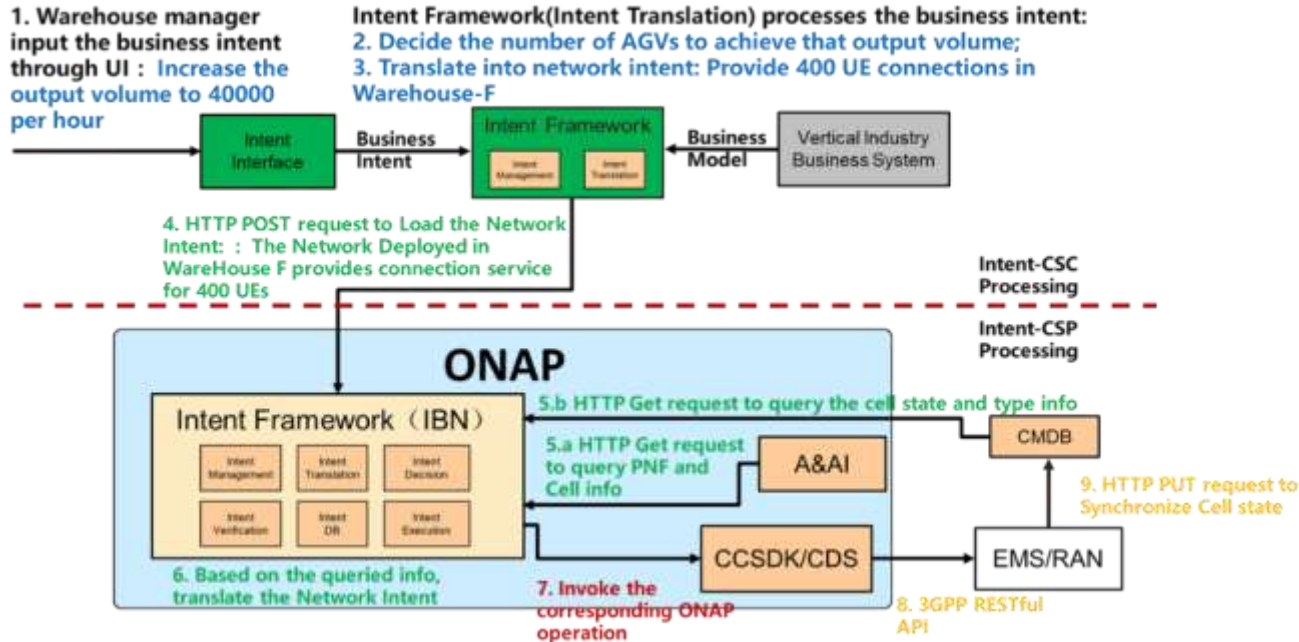 1. Warehouse manager
input the business intent
through UI : Increase the
output volume to 40000
per hour
Intent Framework(Intent Translation) processes the business intent:
2. Decide the number of AGVs to achieve that output volume;
3. Translate into network intent: Provide 400 UE connections in
Warehouse-F
Intent
Interface
Business
Intent
Intent Framework
Intent
Management
Intent
Translation
Business
Model
Vertical Industry
Business System
4. HTTP POST request to Load the Network
Intent: : The Network Deployed in
WareHouse F provides connection service
for 400 UEs
Intent-CSC
Processing
Intent-CSP
Processing
ONAP
Intent Framework（IBN）
Intent
Management
Intent
Translation
Intent
Decision
Intent
Verification
Intent
DB
Intent
Execution
5.b HTTP Get request to query the cell state and type info
5.a HTTP Get request
to query PNF and
Cell info
A&AI
CMDB
9. HTTP PUT request to
Synchronize Cell state
CCSDK/CDS
EMS/RAN
6. Based on the queried info,
translate the Network Intent
7. Invoke the
corresponding ONAP
operation
8. 3GPP RESTful
API